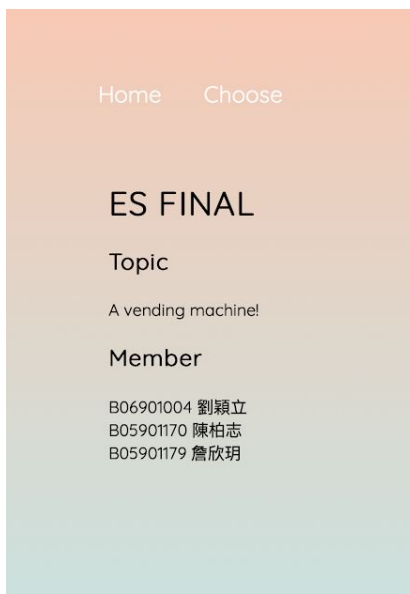 Home Choose
ES FINAL
Topic
A vending machine!
Member
B06901004 劉穎立
B05901170 陳柏志
B05901179 詹欣玥